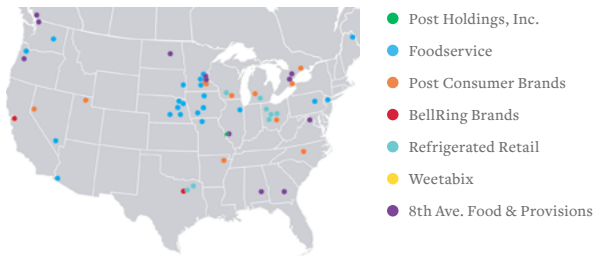 Post Holdings, Inc.
Foodservice
Post Consumer Brands
BellRing Brands
Refrigerated Retail
Weetabix
8th Ave. Food & Provisions